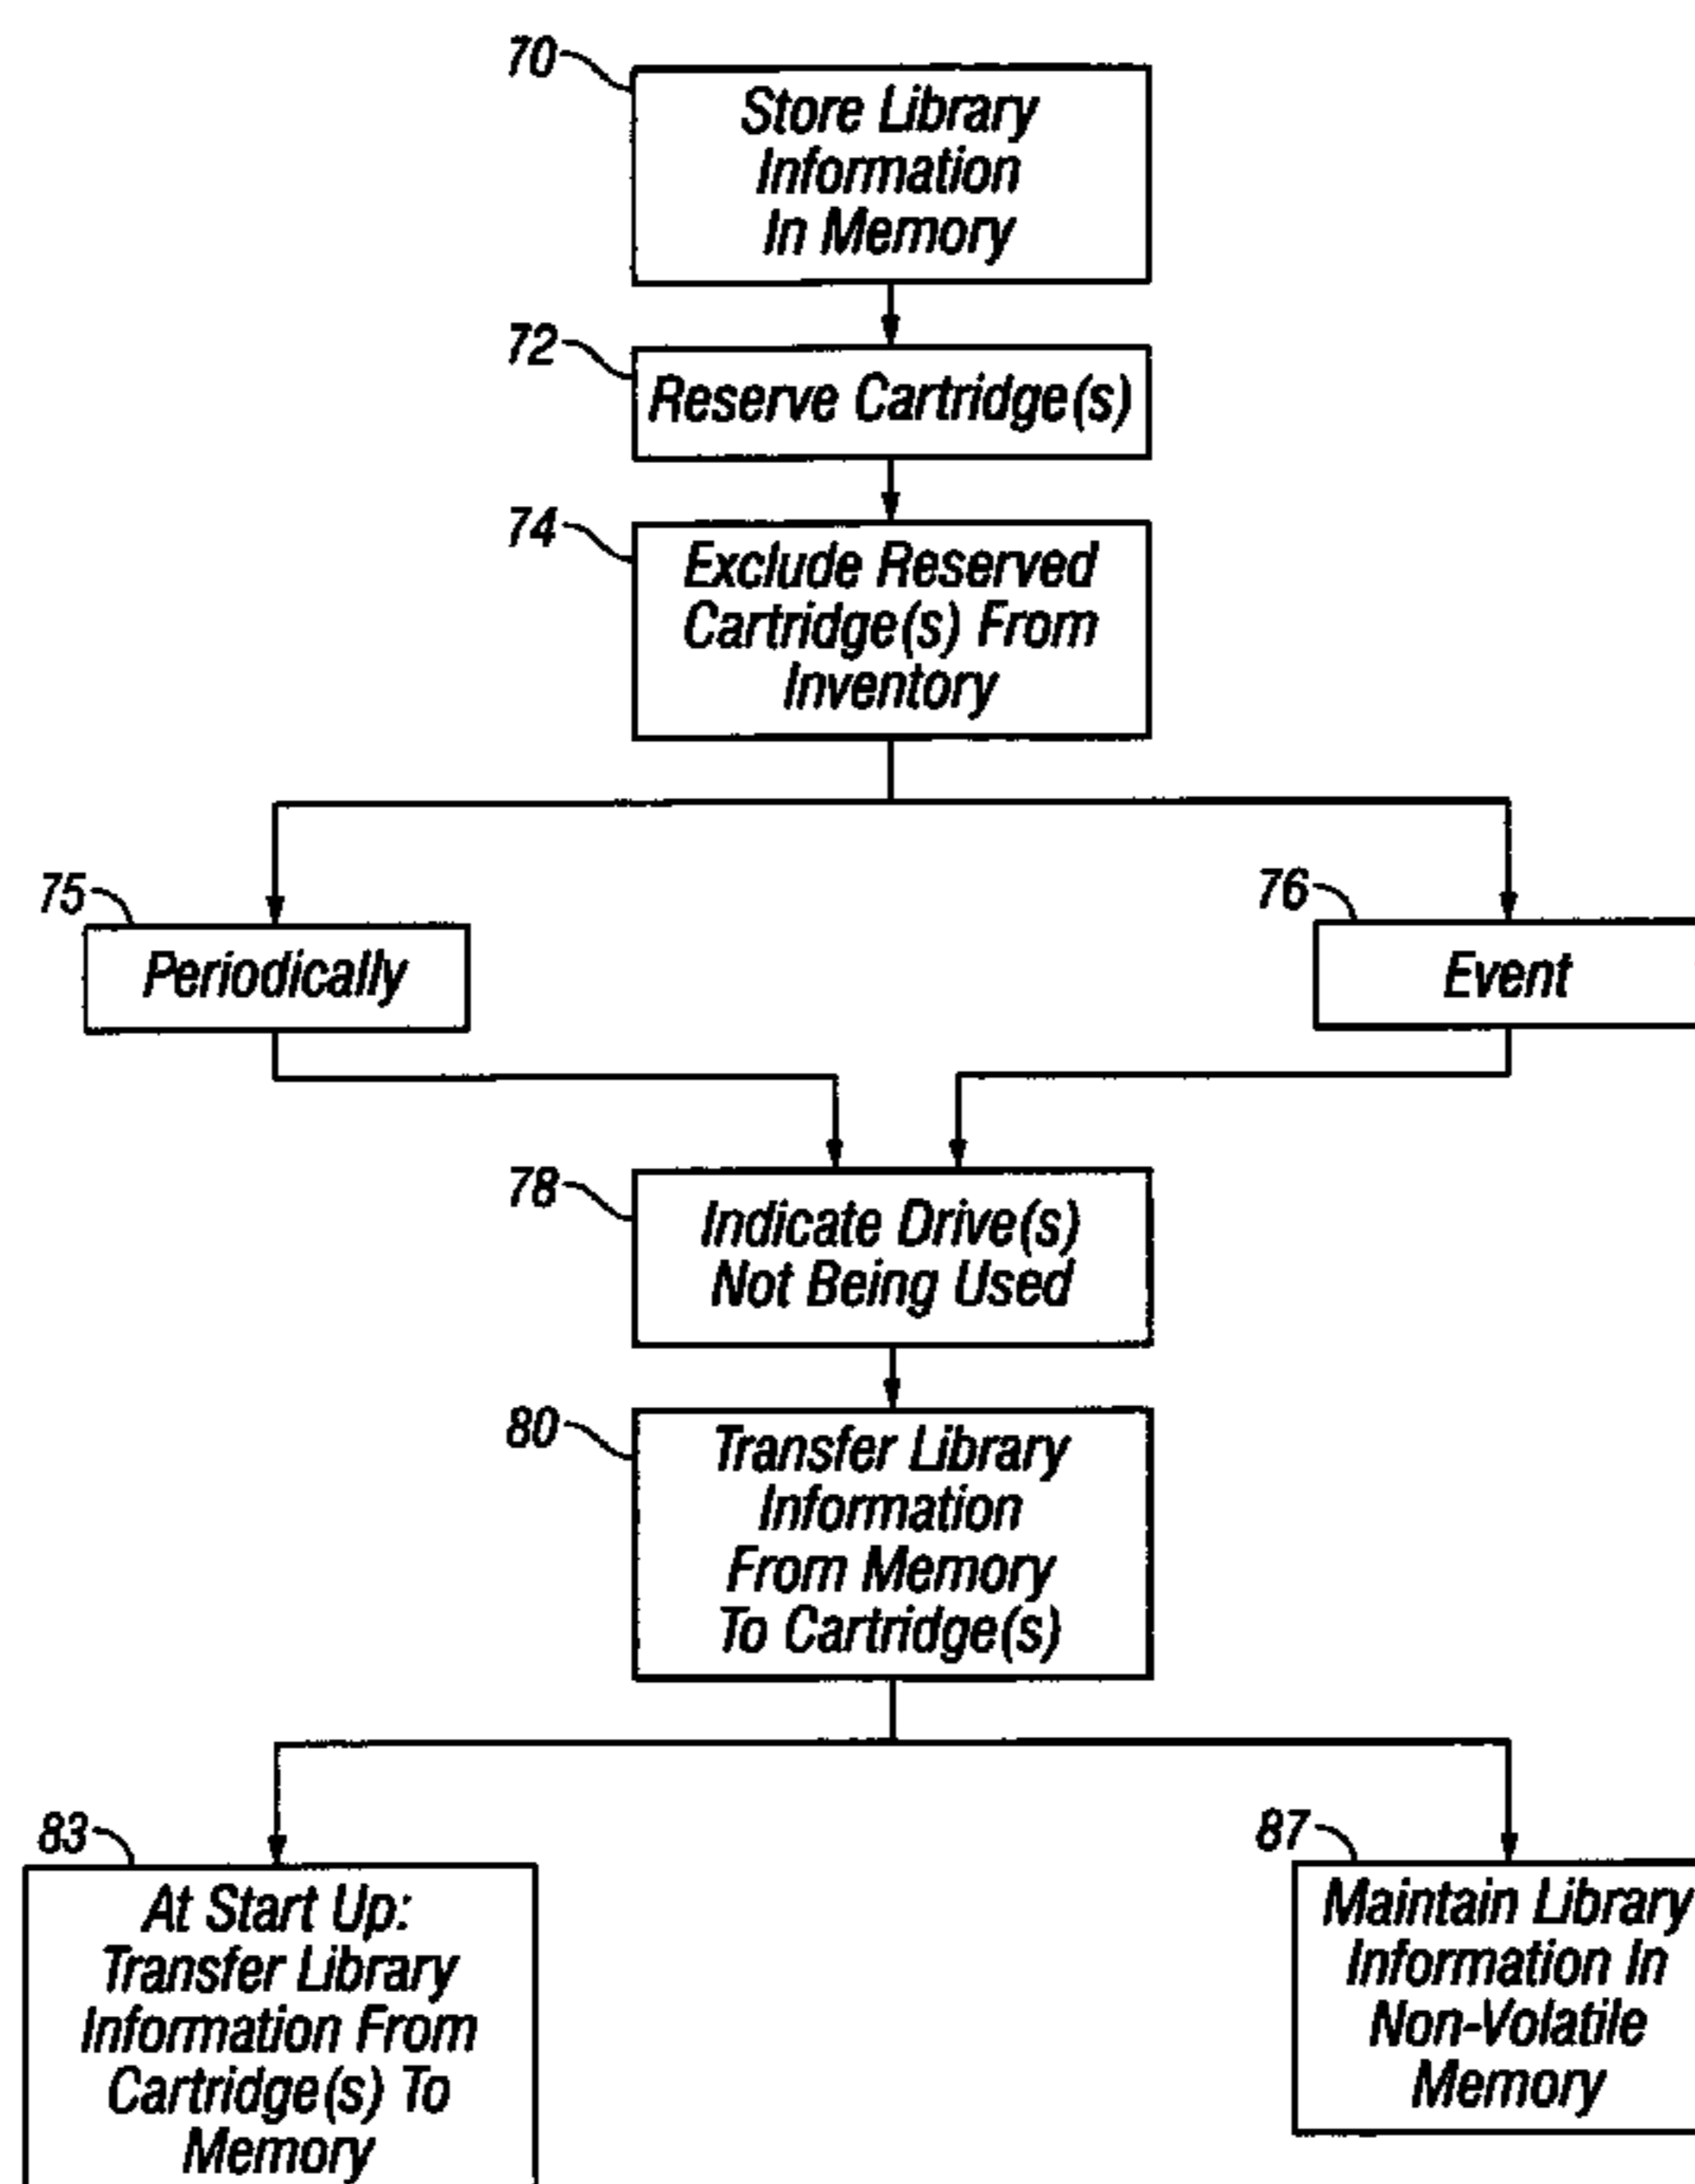 70
Store Library
Information
In Memory
72
Reserve Cartridge(s)
74
Exclude Reserved
Cartridge(s) From
Inventory
75
Periodically
76
Event
78
Indicate Drive(s)
Not Being Used
80
Transfer Library
Information
From Memory
To Cartridge(s)
83
At Start Up:
Transfer Library
Information From
Cartridge(s) To
Memory
87
Maintain Library
Information In
Non-Volatile
Memory